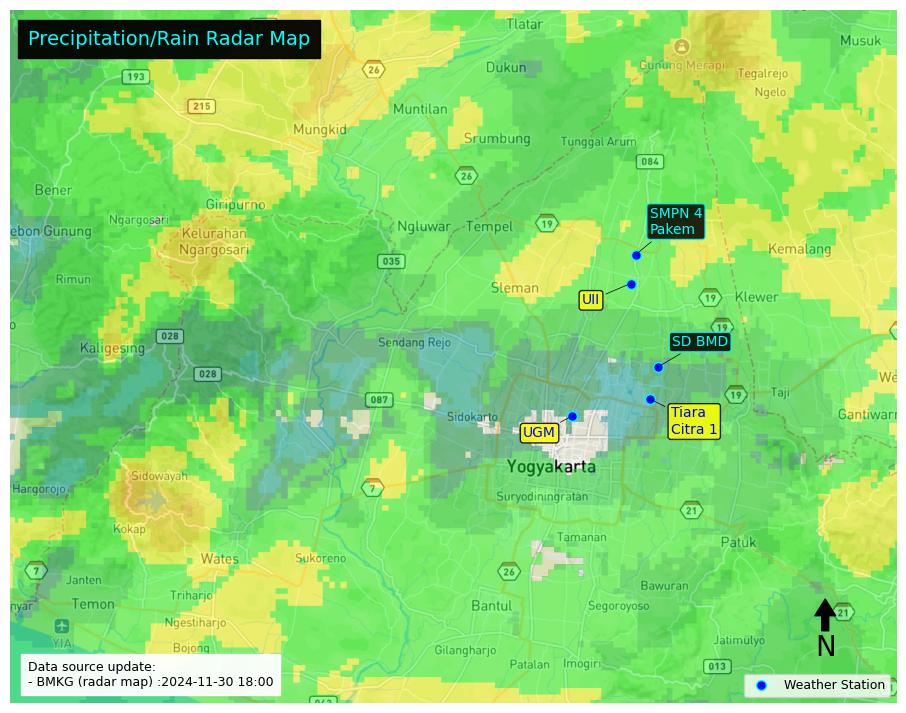 Precipitation/Rain Radar Map
Tlatar
Musuk
26
193
Dukun
Gunung Merapi
Tegalrejo
Ngelo
215
Muntilan
Mungkid
Srumbung
Tunggal Arum
084
26
Bener
Giripurno
Ngargosari
SMPN 4
Pakem
ebon Gunung
Kelurahan
Ngargosari
Ngluwar
Tempel
19
Kemalang
035
Rimun
Sleman
UII
19
Klewer
19
028
Kaligesing
Sendang Rejo
SD BMD
028
We
087
19
Taji
Sidokarto
Tiara
Citra 1
Gantiwarn
UGM
Yogyakarta
Sidowayah
Hargorojo
7
Suryodiningratan
21
Kokap
Tamanan
Patuk
Wates
Sukoreno
7
Janten
26
Bawuran
Temon
Triharjo
Bantul
Segoroyoso
21
nyar
Ngestiharjo
N
YIA
Bojong
Gilangharjo
Jatimulyo
Patalan
Imogiri
013
Data source update:
- BMKG (radar map) :2024-11-30 18:00
Weather Station